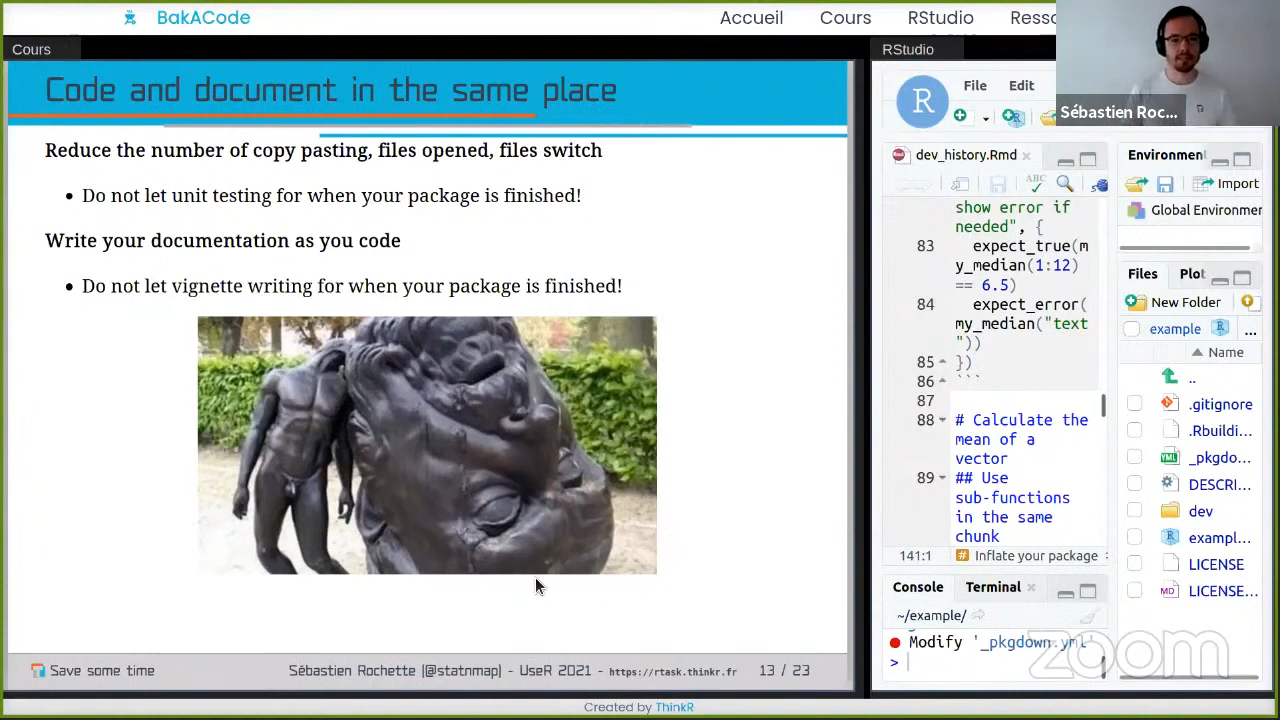 BakACode
Accueil
Cours
RStudio
Sébastien Roc...
Cours
Code and document in the same place
Reduce the number of copy pasting, files opened, files switch
Do not let unit testing for when your package is finished!
Write your documentation as you code
Do not let vignette writing for when your package is finished!
Save some time
Sébastien Rochette (@statnmap) - UseR 2021 - https://rtask.thinkr.fr
13 / 23
RStudio
R
File
Edit
dev_history.Rmd
ABC
show error if
needed", {
83 expect_true(m
y_median(1:12)
== 6.5)
84 expect_error(
my_median("text
"))
85 })
86 ```
87
88 # Calculate the
mean of a
vector
89 ## Use
sub-functions
in the same
chunk
141:1 # Inflate your package
Console
Terminal
~/example/
Modify '_pkgdown.yml'
>
Import
Global
Files
New Folder
example
...
Name
..
.gitignore
.Rbuildi...
_pkgdo...
DESCRI...
dev
exampl...
LICENSE
LICENSE...
zoom
Created by ThinkR